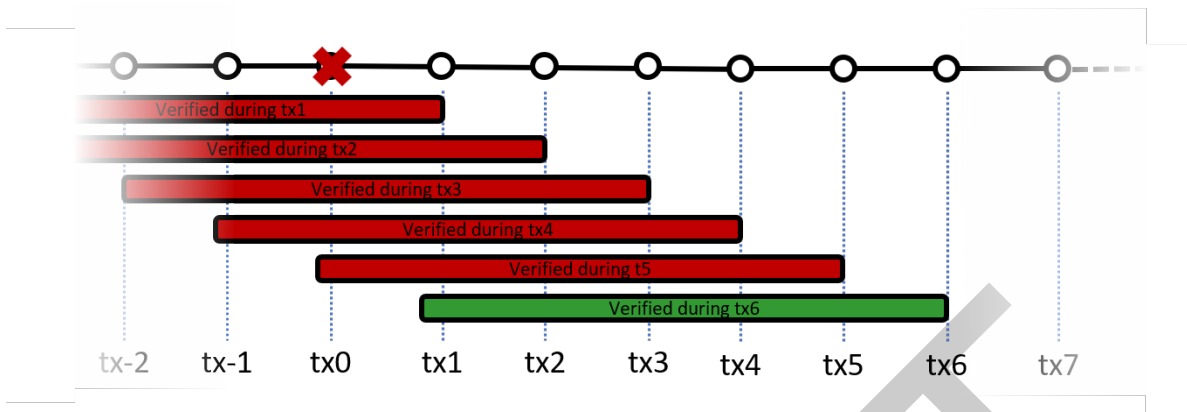 Verified during tx1
Verified during tx2
Verified during tx3
Verified during tx4
Verified during t5
Verified during tx6
tx-2 tx-1 tx0 tx1 tx2 tx3 tx4 tx5 tx6 tx7